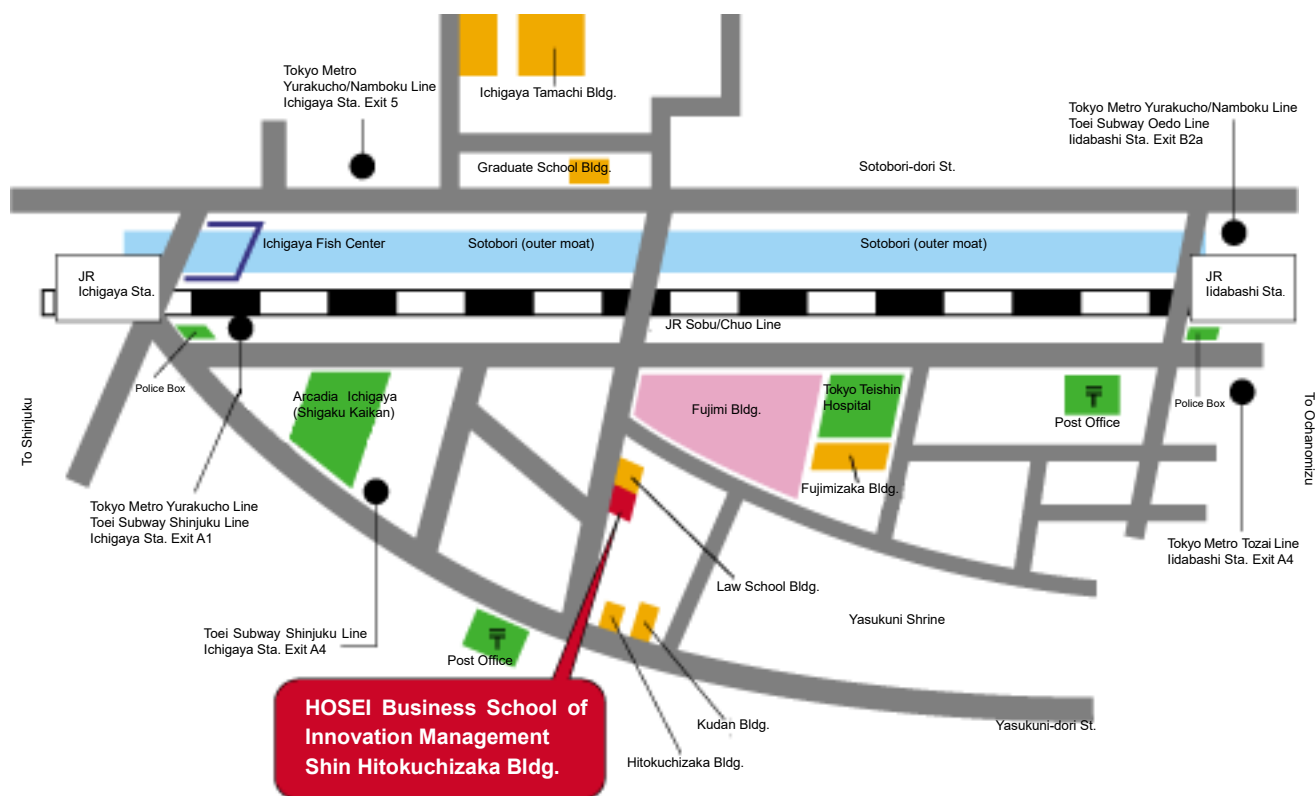 Tokyo Metro
Yurakucho/Namboku Line
Ichigaya Sta. Exit 5
Ichigaya Tamachi Bldg.
Tokyo Metro Yurakucho/Namboku Line
Toei Subway Oedo Line
Iidabashi Sta. Exit B2a
Graduate School Bldg.
Sotobori-dori St.
Ichigaya Fish Center
Sotobori (outer moat)
Sotobori (outer moat)
JR
Ichigaya Sta.
JR
Iidabashi Sta.
JR Sobu/Chuo Line
Police Box
Arcadia Ichigaya
(Shigaku Kaikan)
Fujimi Bldg.
Tokyo Teishin
Hospital
〒
Post Office
Police Box
To Shinjuku
To Ochanomizu
Fujimizaka Bldg.
Tokyo Metro Yurakucho Line
Toei Subway Shinjuku Line
Ichigaya Sta. Exit A1
Tokyo Metro Tozai Line
Iidabashi Sta. Exit A4
Law School Bldg.
Yasukuni Shrine
Toei Subway Shinjuku Line
Ichigaya Sta. Exit A4
〒
Post Office
HOSEI Business School of
Innovation Management
Shin Hitokuchizaka Bldg.
Kudan Bldg.
Yasukuni-dori St.
Hitokuchizaka Bldg.